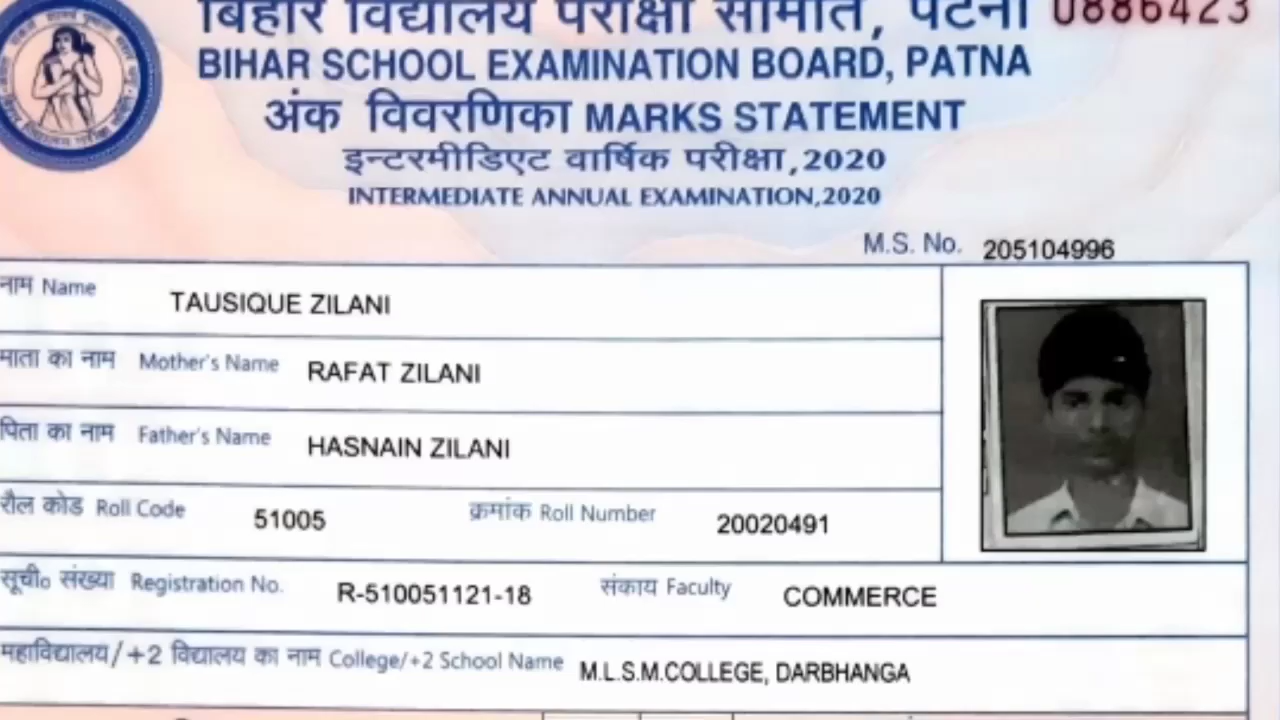 बिहार विद्यालय परीक्षा समिति, पटना 0886423
BIHAR SCHOOL EXAMINATION BOARD, PATNA
अंक विवरणिका MARKS STATEMENT
इन्टरमीडिएट वार्षिक परीक्षा,2020
INTERMEDIATE ANNUAL EXAMINATION,2020
M.S. No. 205104996
नाम Name TAUSIQUE ZILANI
माता का नाम Mother's Name RAFAT ZILANI
पिता का नाम Father's Name HASNAIN ZILANI
रौल कोड Roll Code 51005 क्रमांक Roll Number 20020491
सूची० संख्या Registration No. R-510051121-18 संकाय Faculty COMMERCE
महाविद्यालय/+2 विद्यालय का नाम College/+2 School Name M.L.S.M.COLLEGE, DARBHANGA